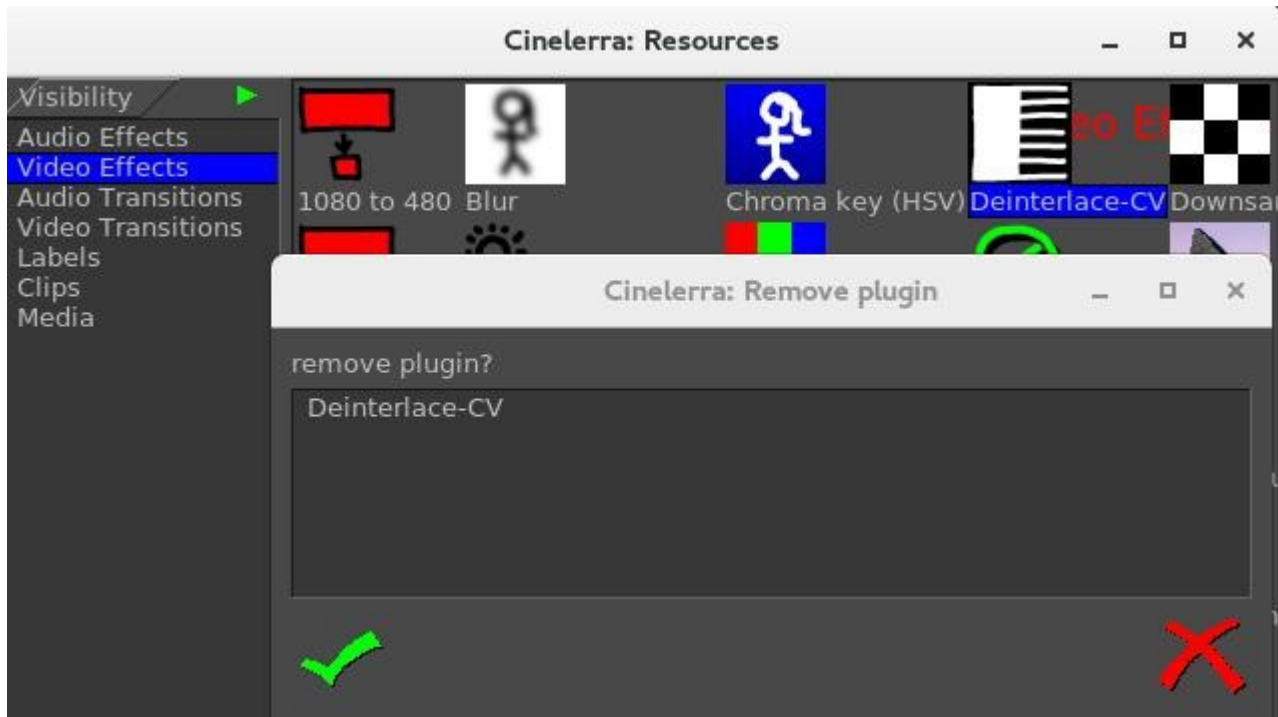 Cinelerra: Resources
Visibility
Audio Effects
Video Effects
Audio Transitions
Video Transitions
Labels
Clips
Media
1080 to 480 Blur Chroma key (HSV) Deinterlace-CV
Cinelerra: Remove plugin
remove plugin?
Deinterlace-CV